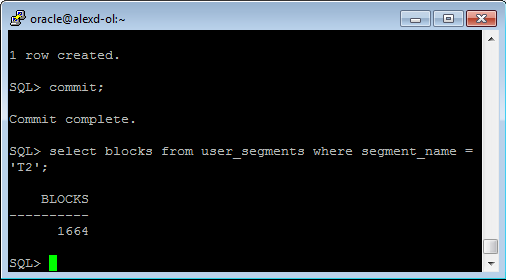 oracle@alexd-ol:~
1 row created.
SQL> commit;
Commit complete.
SQL> select blocks from user_segments where segment_name =
'T2';
BLOCKS
----------
1664
SQL>